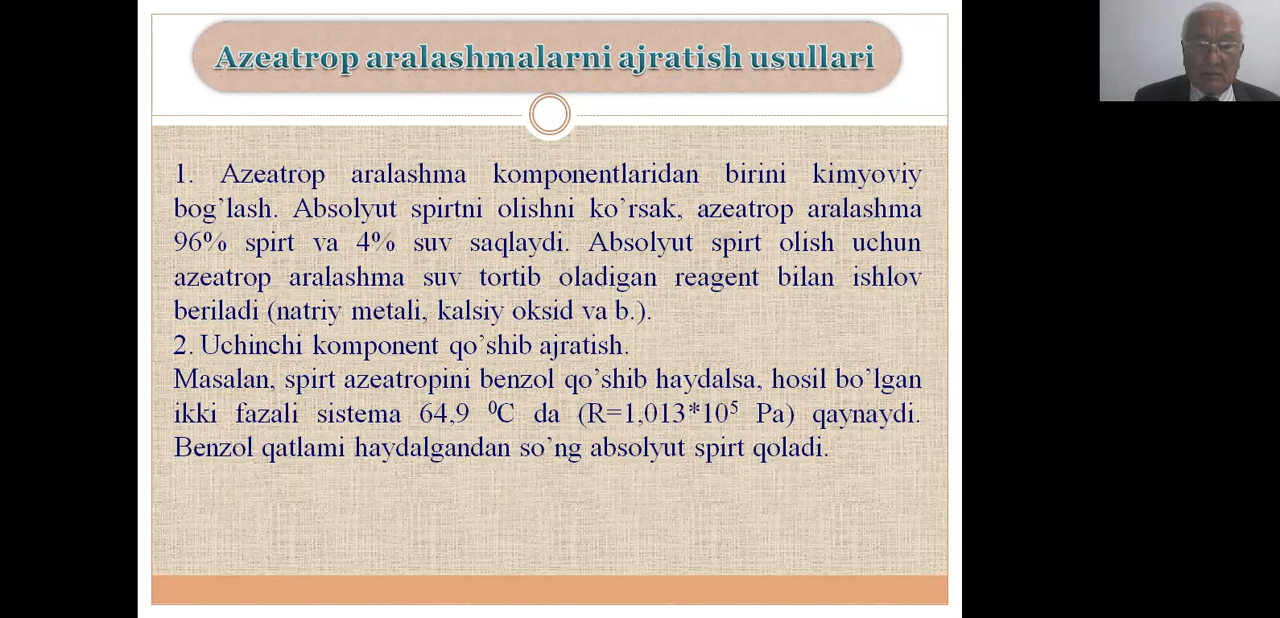 Azeatrop aralashmalarni ajratish usullari
1. Azeatrop aralashma komponentlaridan birini kimyoviy
bog’lash. Absolyut spirtni olishni ko’rsak, azeatrop aralashma
96% spirt va 4% suv saqlaydi. Absolyut spirt olish uchun
azeatrop aralashma suv tortib oladigan reagent bilan ishlov
beriladi (natriy metali, kalsiy oksid va b.).
2. Uchinchi komponent qo’shib ajratish.
Masalan, spirt azeatropini benzol qo’shib haydalsa, hosil bo’lgan
ikki fazali sistema 64,9 ⁰C da (R=1,013*10⁵ Pa) qaynaydi.
Benzol qatlami haydalgandan so’ng absolyut spirt qoladi.